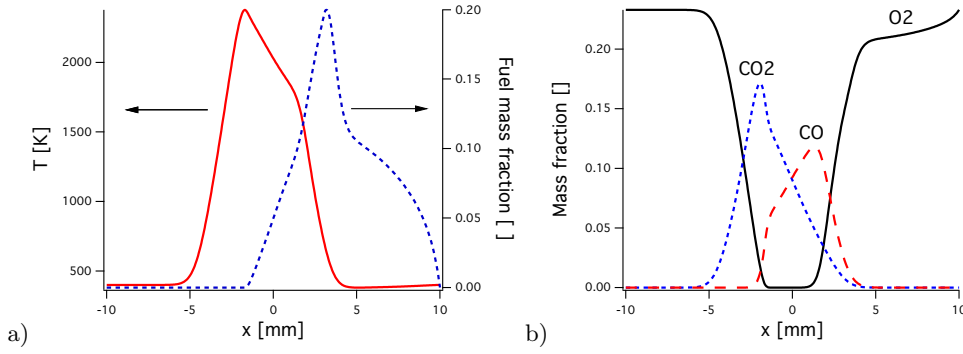 T [K]
2000
1500
1000
500
-10
-5
0
5
10
x [mm]
0.20
0.15
0.10
0.05
0.00
Fuel mass
fraction [ ]
a)
Mass fraction []
0.20
0.15
0.10
0.05
0.00
-10
-5
0
5
10
x [mm]
CO2
CO
O2
b)